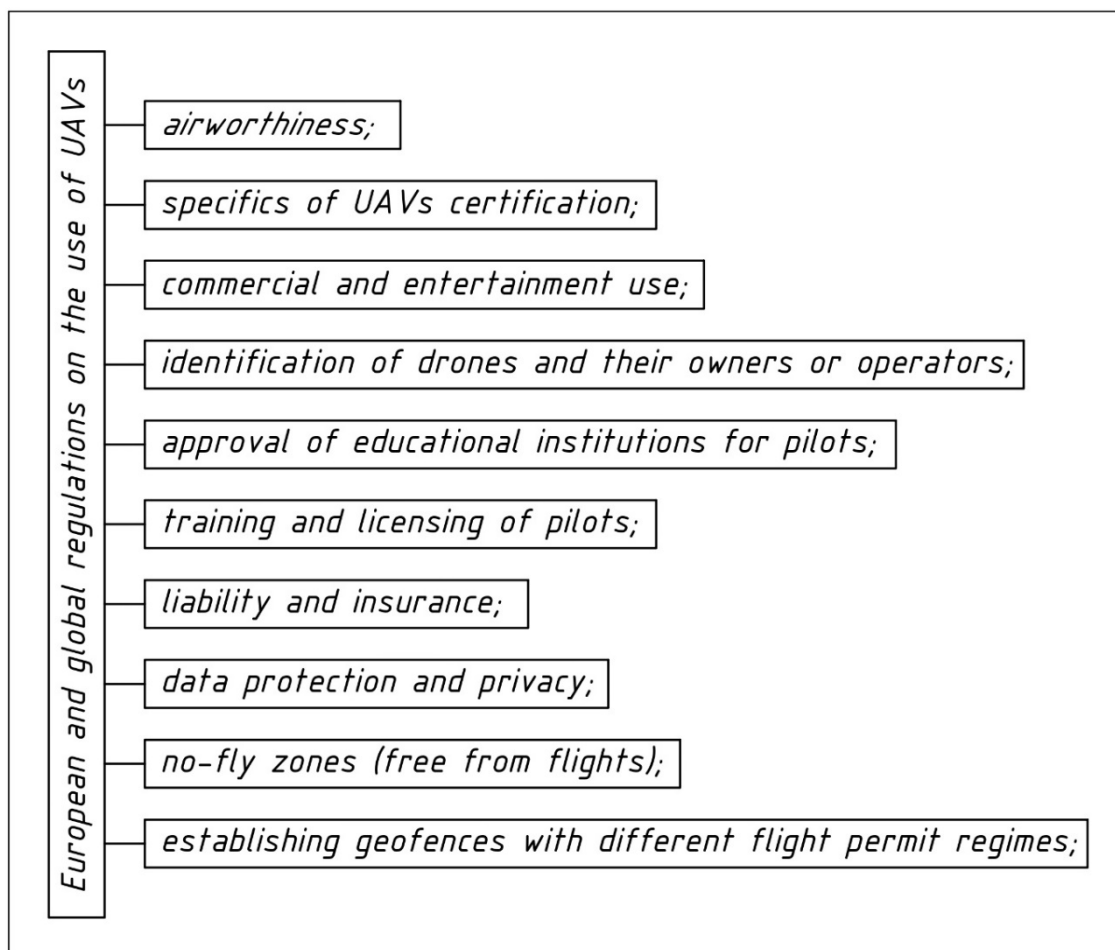 European and global regulations on the use of UAVs
airworthiness;
specifics of UAVs certification;
commercial and entertainment use;
identification of drones and their owners or operators;
approval of educational institutions for pilots;
training and licensing of pilots;
liability and insurance;
data protection and privacy;
no-fly zones (free from flights);
establishing geofences with different flight permit regimes;